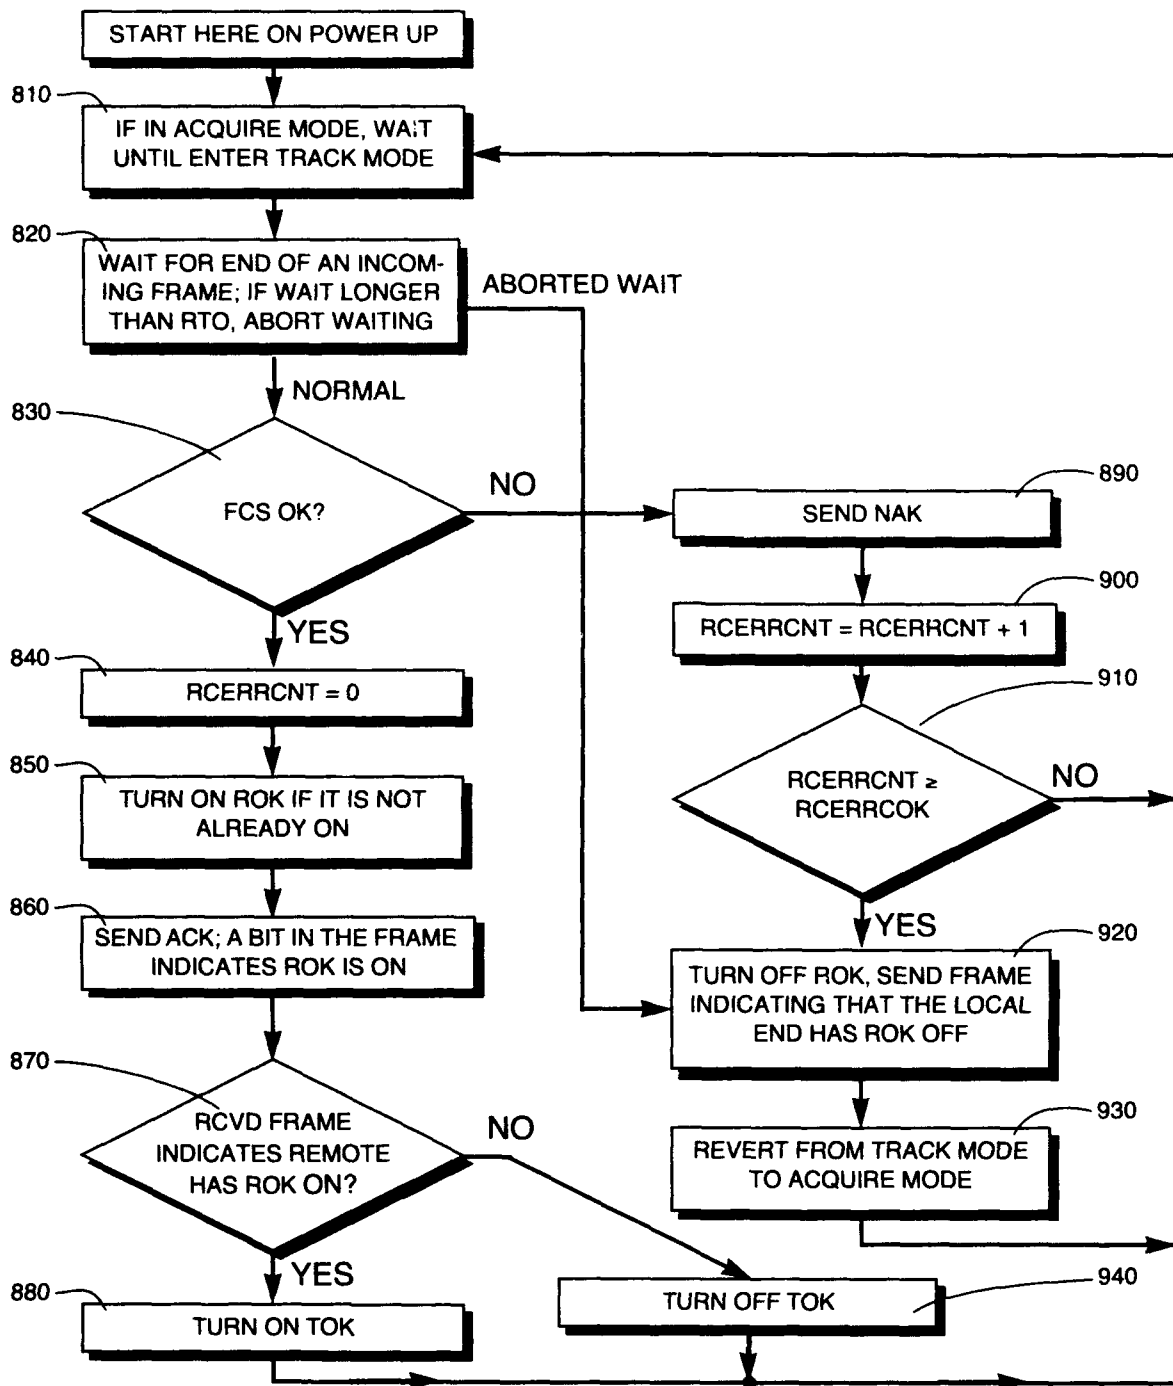 START HERE ON POWER UP
810
IF IN ACQUIRE MODE, WAIT
UNTIL ENTER TRACK MODE
820
WAIT FOR END OF AN INCOM-
ING FRAME; IF WAIT LONGER
THAN RTO, ABORT WAITING
ABORTED WAIT
NORMAL
830
FCS OK?
NO
YES
840
RCERRCNT = 0
850
TURN ON ROK IF IT IS NOT
ALREADY ON
860
SEND ACK; A BIT IN THE FRAME
INDICATES ROK IS ON
870
RCVD FRAME
INDICATES REMOTE
HAS ROK ON?
NO
YES
880
TURN ON TOK
890
SEND NAK
900
RCERRCNT = RCERRCNT + 1
910
RCERRCNT ≥
RCERRCOK
NO
YES
920
TURN OFF ROK, SEND FRAME
INDICATING THAT THE LOCAL
END HAS ROK OFF
930
REVERT FROM TRACK MODE
TO ACQUIRE MODE
940
TURN OFF TOK